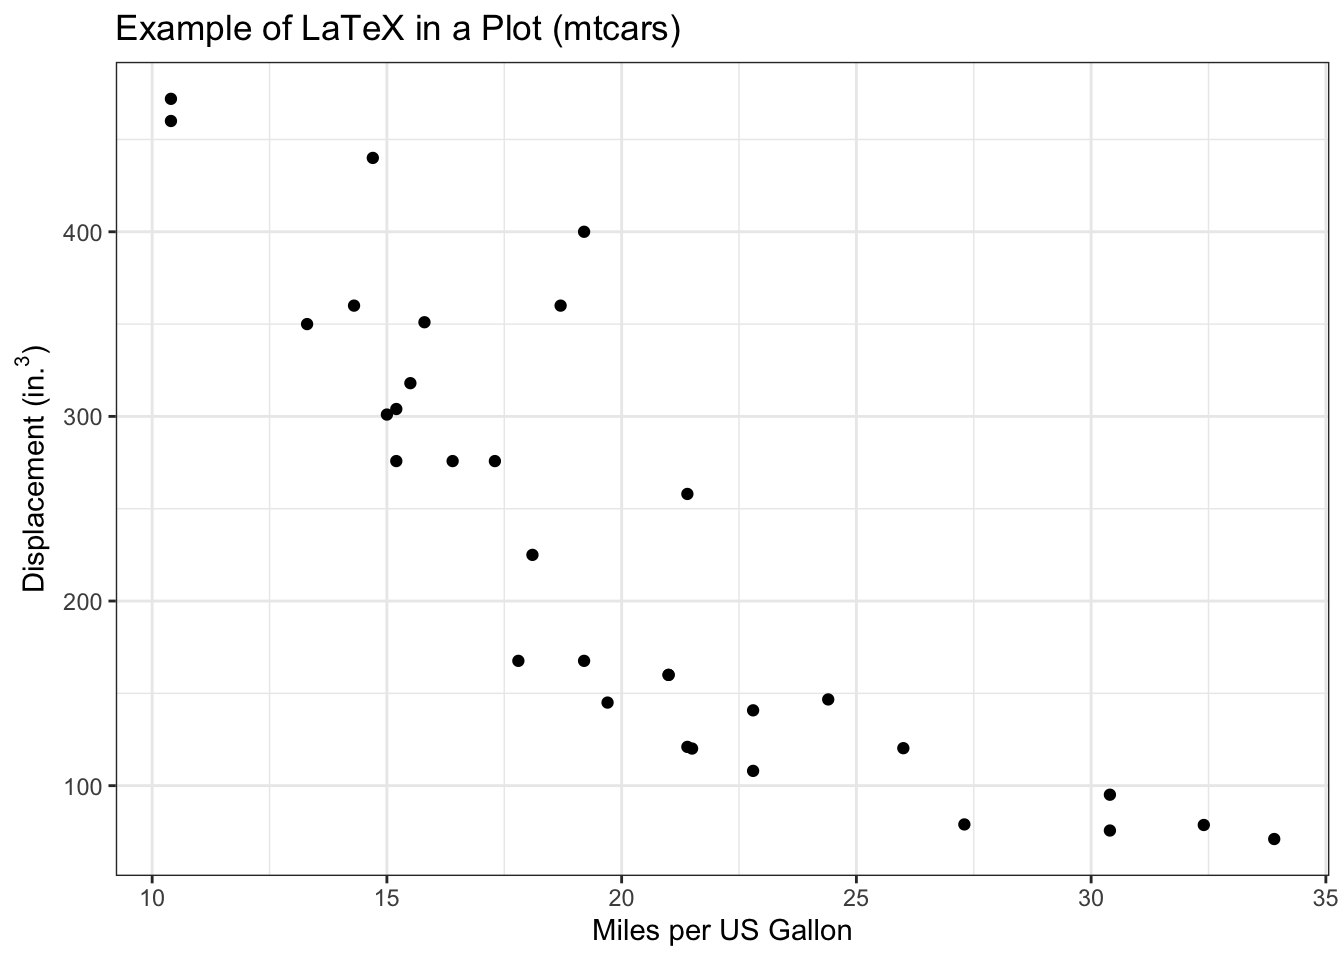 Example of LaTeX in a Plot (mtcars)
Displacement (in.³)
400
300
200
100
10 15 20 25 30 35
Miles per US Gallon